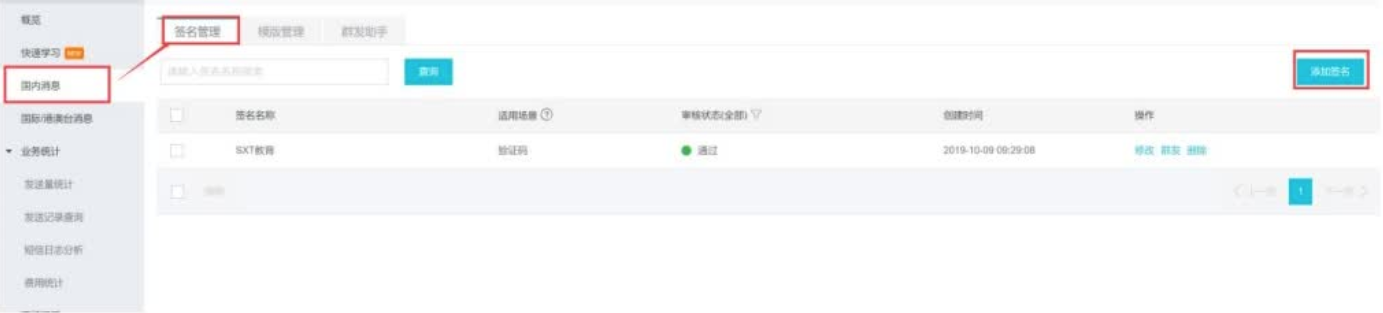 概览
快速学习 NEW
国内消息
国际/港澳台消息
业务统计
发送量统计
发送记录查询
短信日志分析
费用统计
签名管理 模版管理 群发助手
请输入签名名称搜索 查询 添加签名
签名名称 适用场景 审核状态(全部) 创建时间 操作
SXT教育 验证码 通过 2019-10-09 09:29:08 修改 群发 删除
删除 上一页 1 下一页